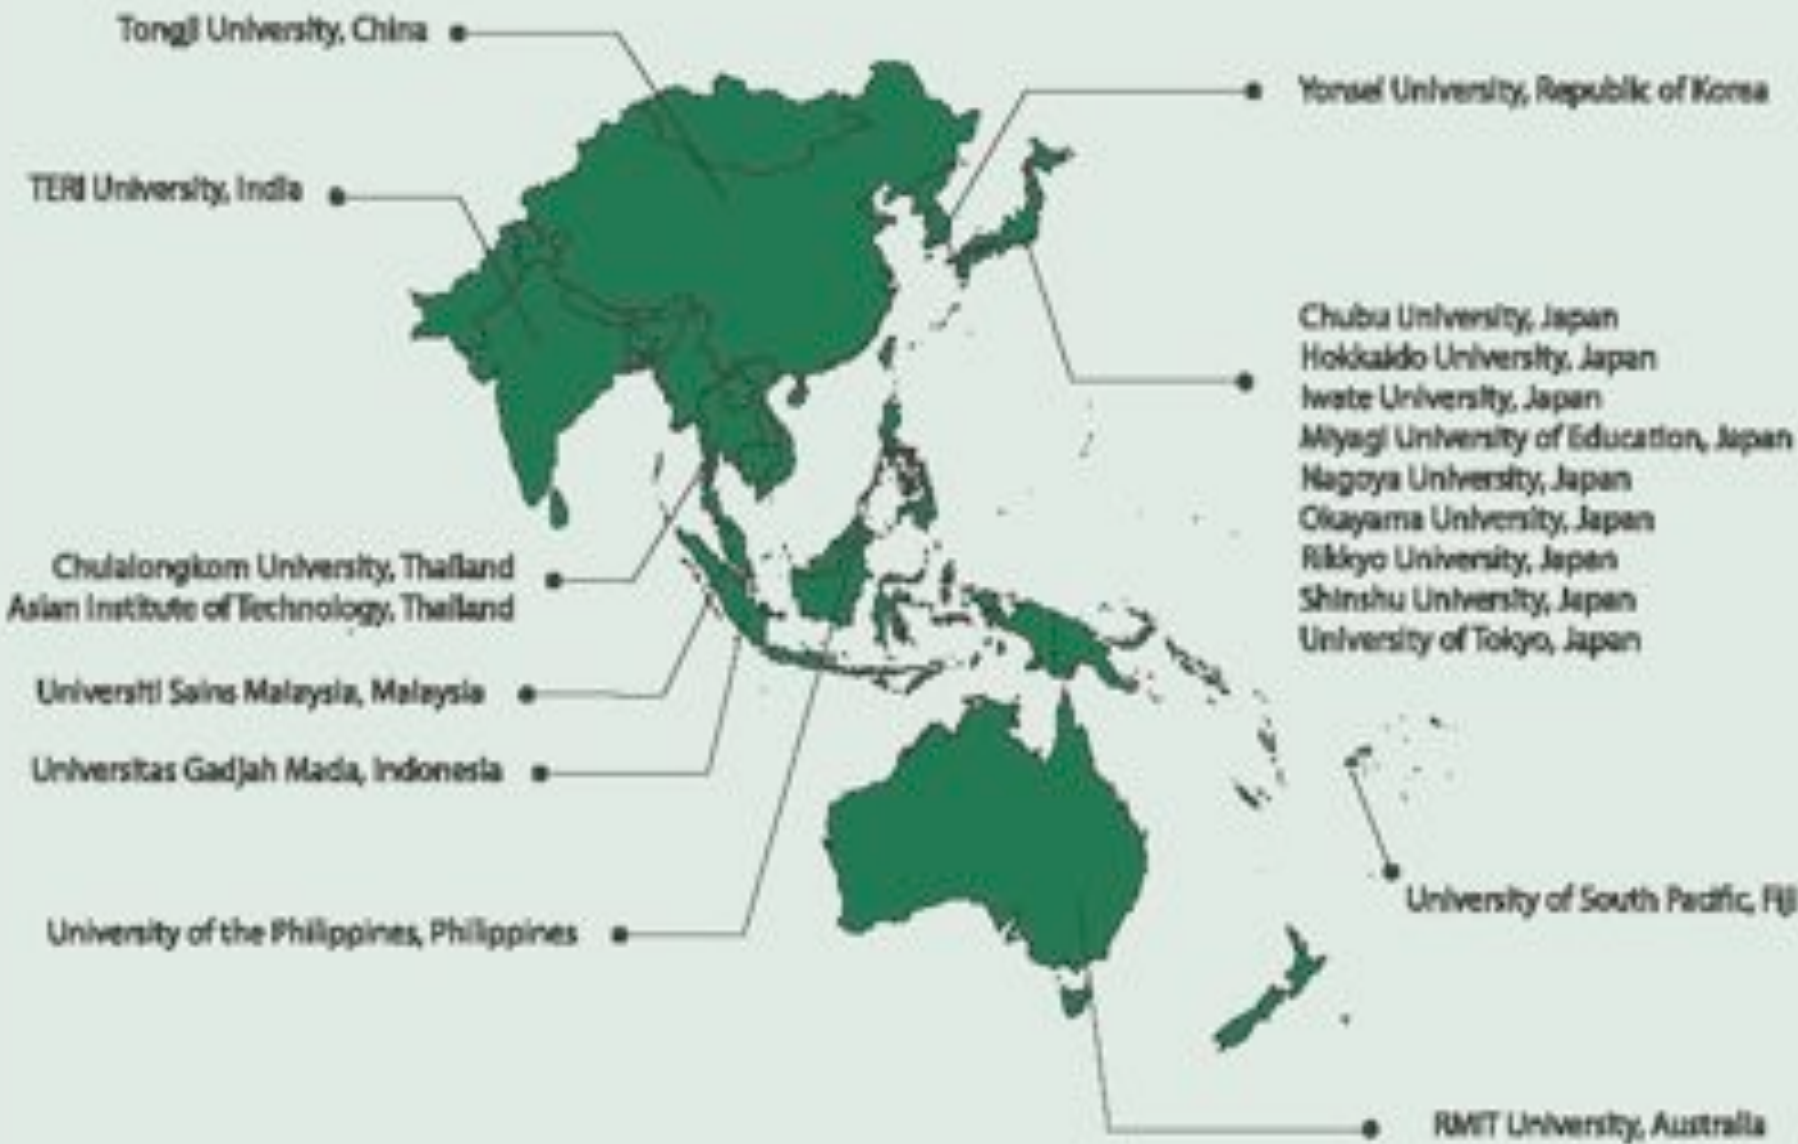 Tongji University, China
Yonsei University, Republic of Korea
TERI University, India
Chubu University, Japan
Hokkaido University, Japan
Iwate University, Japan
Miyagi University of Education, Japan
Nagoya University, Japan
Okayama University, Japan
Rikkyo University, Japan
Shinshu University, Japan
University of Tokyo, Japan
Chulalongkorn University, Thailand
Asian Institute of Technology, Thailand
Universiti Sains Malaysia, Malaysia
Universitas Gadjah Mada, Indonesia
University of the Philippines, Philippines
University of South Pacific, Fiji
RMIT University, Australia